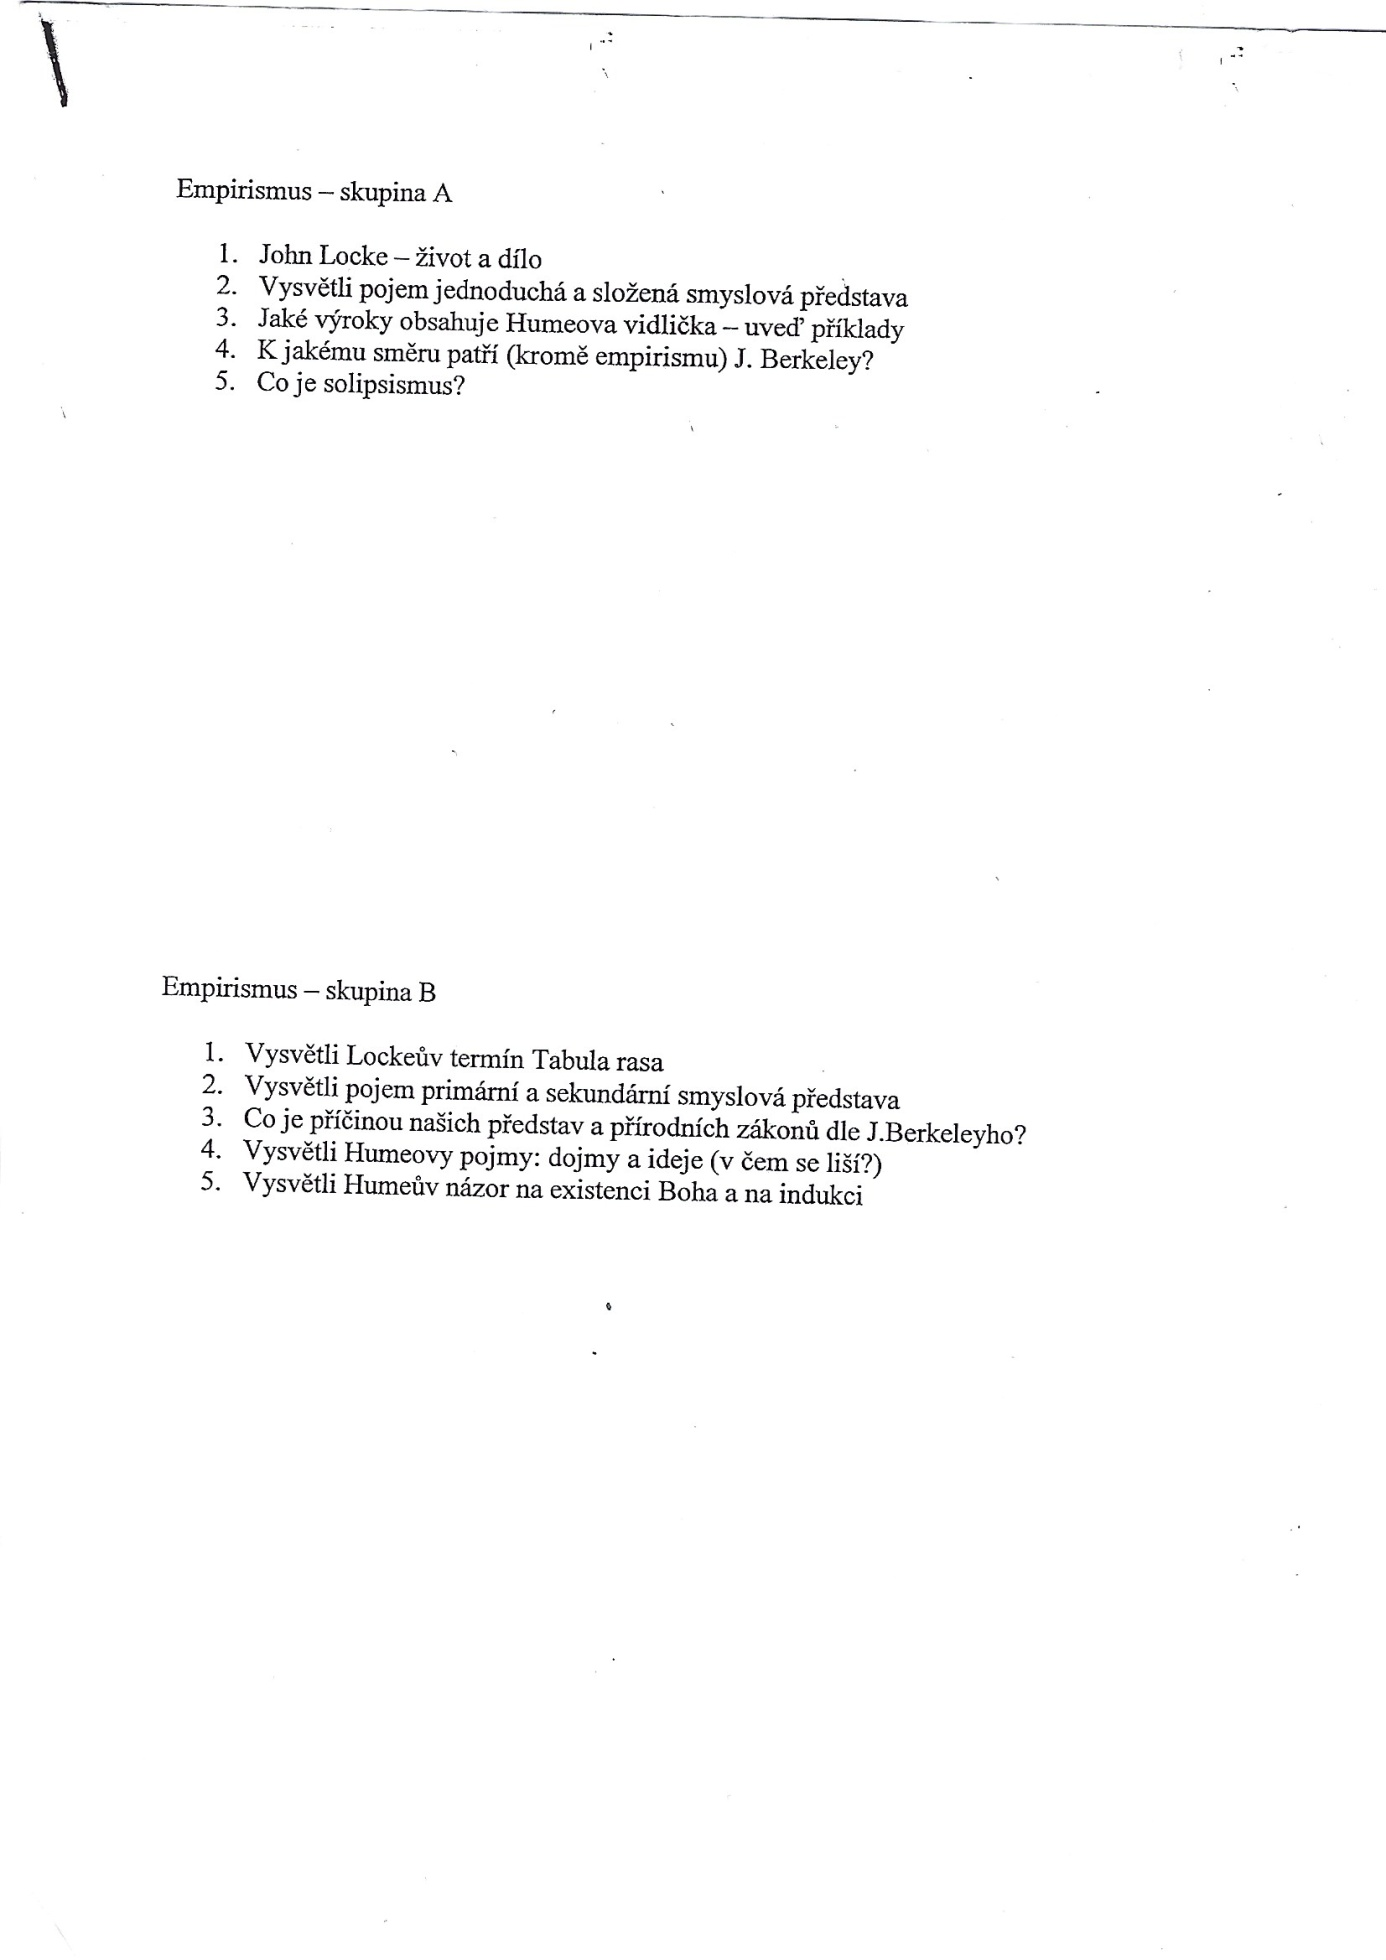 Empirismus – skupina A
1. John Locke – život a dílo
2. Vysvětli pojem jednoduchá a složená smyslová představa
3. Jaké výroky obsahuje Humeova vidlička – uveď příklady
4. K jakému směru patří (kromě empirismu) J. Berkeley?
5. Co je solipsismus?
Empirismus – skupina B
1. Vysvětli Lockeův termín Tabula rasa
2. Vysvětli pojem primární a sekundární smyslová představa
3. Co je příčinou našich představ a přírodních zákonů dle J.Berkeleyho?
4. Vysvětli Humeovy pojmy: dojmy a ideje (v čem se liší?)
5. Vysvětli Humeův názor na existenci Boha a na indukci